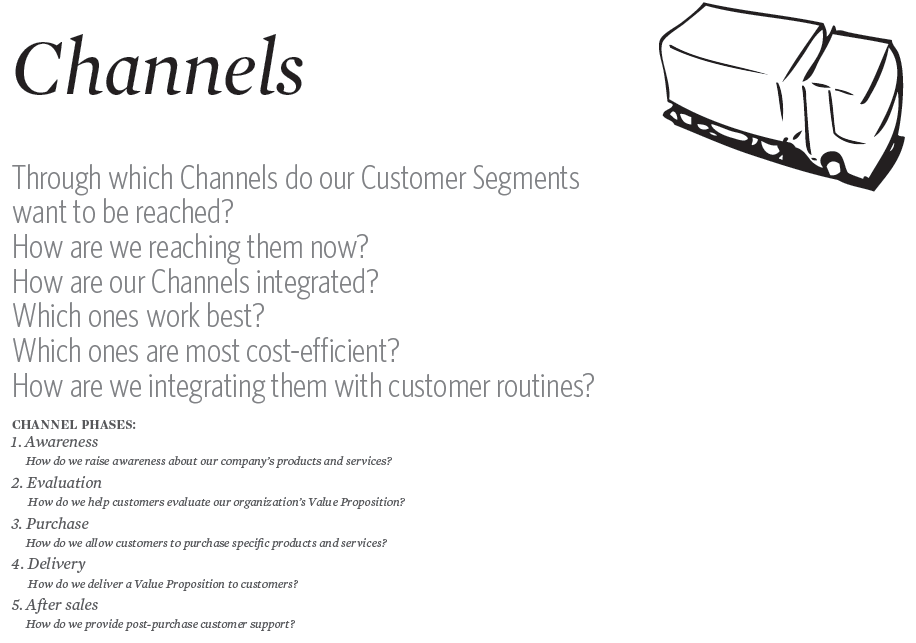 Channels
Through which Channels do our Customer Segments
want to be reached?
How are we reaching them now?
How are our Channels integrated?
Which ones work best?
Which ones are most cost-efficient?
How are we integrating them with customer routines?
CHANNEL PHASES:
1. Awareness
How do we raise awareness about our company's products and services?
2. Evaluation
How do we help customers evaluate our organization's Value Proposition?
3. Purchase
How do we allow customers to purchase specific products and services?
4. Delivery
How do we deliver a Value Proposition to customers?
5. After sales
How do we provide post-purchase customer support?